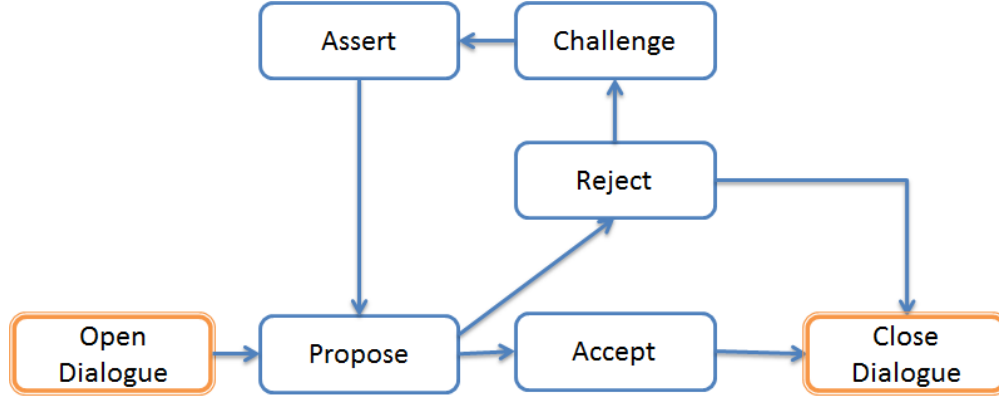 Assert
Challenge
Reject
Open
Dialogue
Propose
Accept
Close
Dialogue